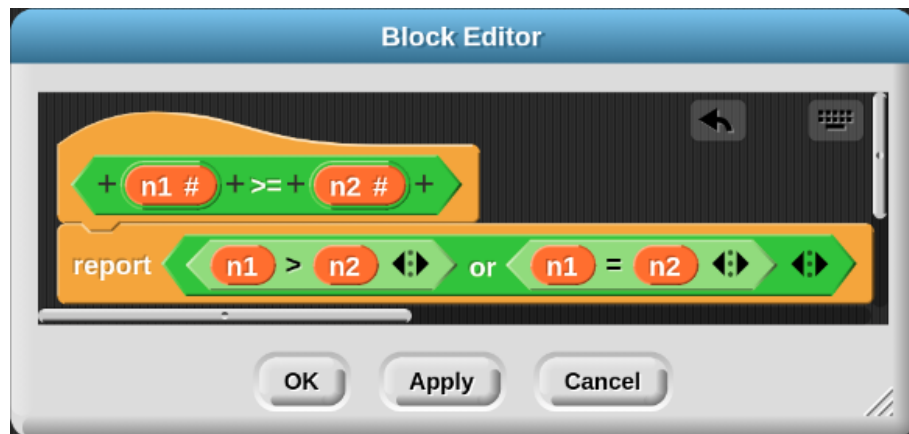 Block Editor
+ n1 # + >= + n2 # +
report n1 > n2 or n1 = n2
OK Apply Cancel